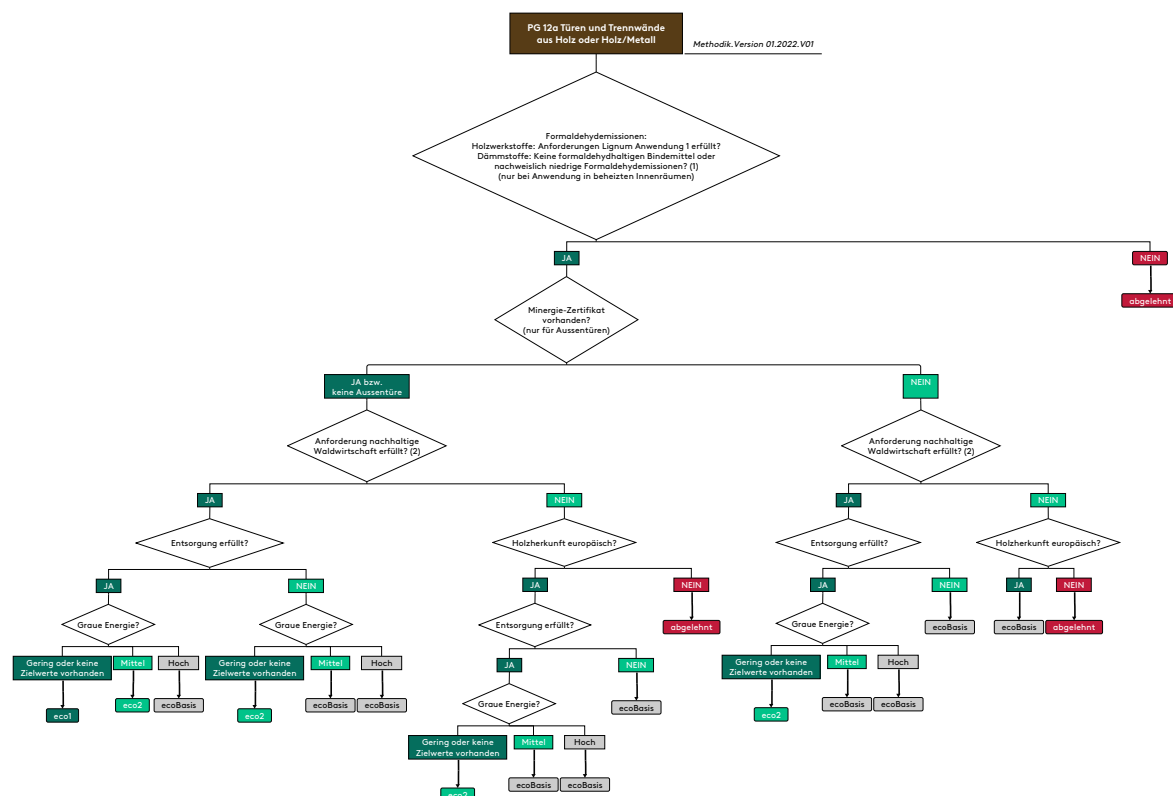 PG 12a Türen und Trennwände
aus Holz oder Holz/Metall
Methodik.Version 01.2022.V01
Formaldehydemissionen:
Holzwerkstoffe: Anforderungen Lignum Anwendung 1 erfüllt?
Dämmstoffe: Keine formaldehydhaltigen Bindemittel oder
nachweislich niedrige Formaldehydemissionen? (1)
(nur bei Anwendung in beheizten Innenräumen)
JA
NEIN
abgelehnt
Minergie-Zertifikat
vorhanden?
(nur für Aussentüren)
JA bzw.
keine Aussentüre
NEIN
Anforderung nachhaltige
Waldwirtschaft erfüllt? (2)
Anforderung nachhaltige
Waldwirtschaft erfüllt? (2)
JA
NEIN
JA
NEIN
Entsorgung erfüllt?
Holzherkunft europäisch?
Entsorgung erfüllt?
Holzherkunft europäisch?
JA
NEIN
JA
NEIN
JA
NEIN
JA
NEIN
Graue Energie?
Graue Energie?
Entsorgung erfüllt?
abgelehnt
Graue Energie?
ecoBasis
ecoBasis
abgelehnt
Gering oder keine
Zielwerte vorhanden
Mittel
Hoch
Gering oder keine
Zielwerte vorhanden
Mittel
Hoch
JA
NEIN
Gering oder keine
Zielwerte vorhanden
Mittel
Hoch
eco1
eco2
ecoBasis
eco2
ecoBasis
ecoBasis
Graue Energie?
ecoBasis
eco2
ecoBasis
ecoBasis
Gering oder keine
Zielwerte vorhanden
Mittel
Hoch
eco2
ecoBasis
ecoBasis